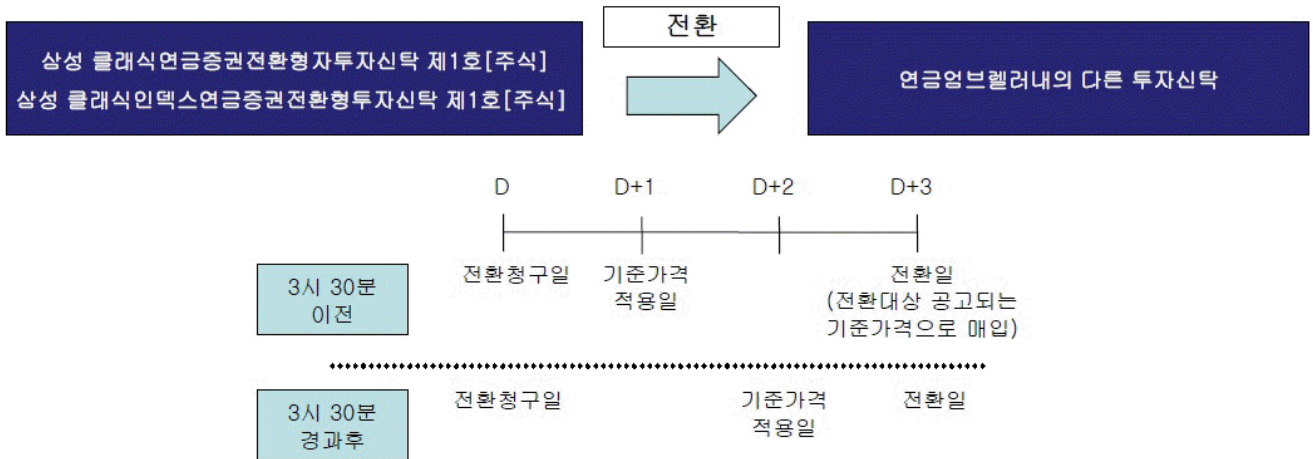 전환
삼성 클래식연금증권전환형자투자신탁 제1호[주식]
삼성 클래식인덱스연금증권전환형투자신탁 제1호[주식]
연금엄브렐러내의 다른 투자신탁
D D+1 D+2 D+3
3시 30분
이전
전환청구일 기준가격 전환일
적용일 (전환대상 공고되는
기준가격으로 매입)
3시 30분
경과후
전환청구일 기준가격 전환일
적용일